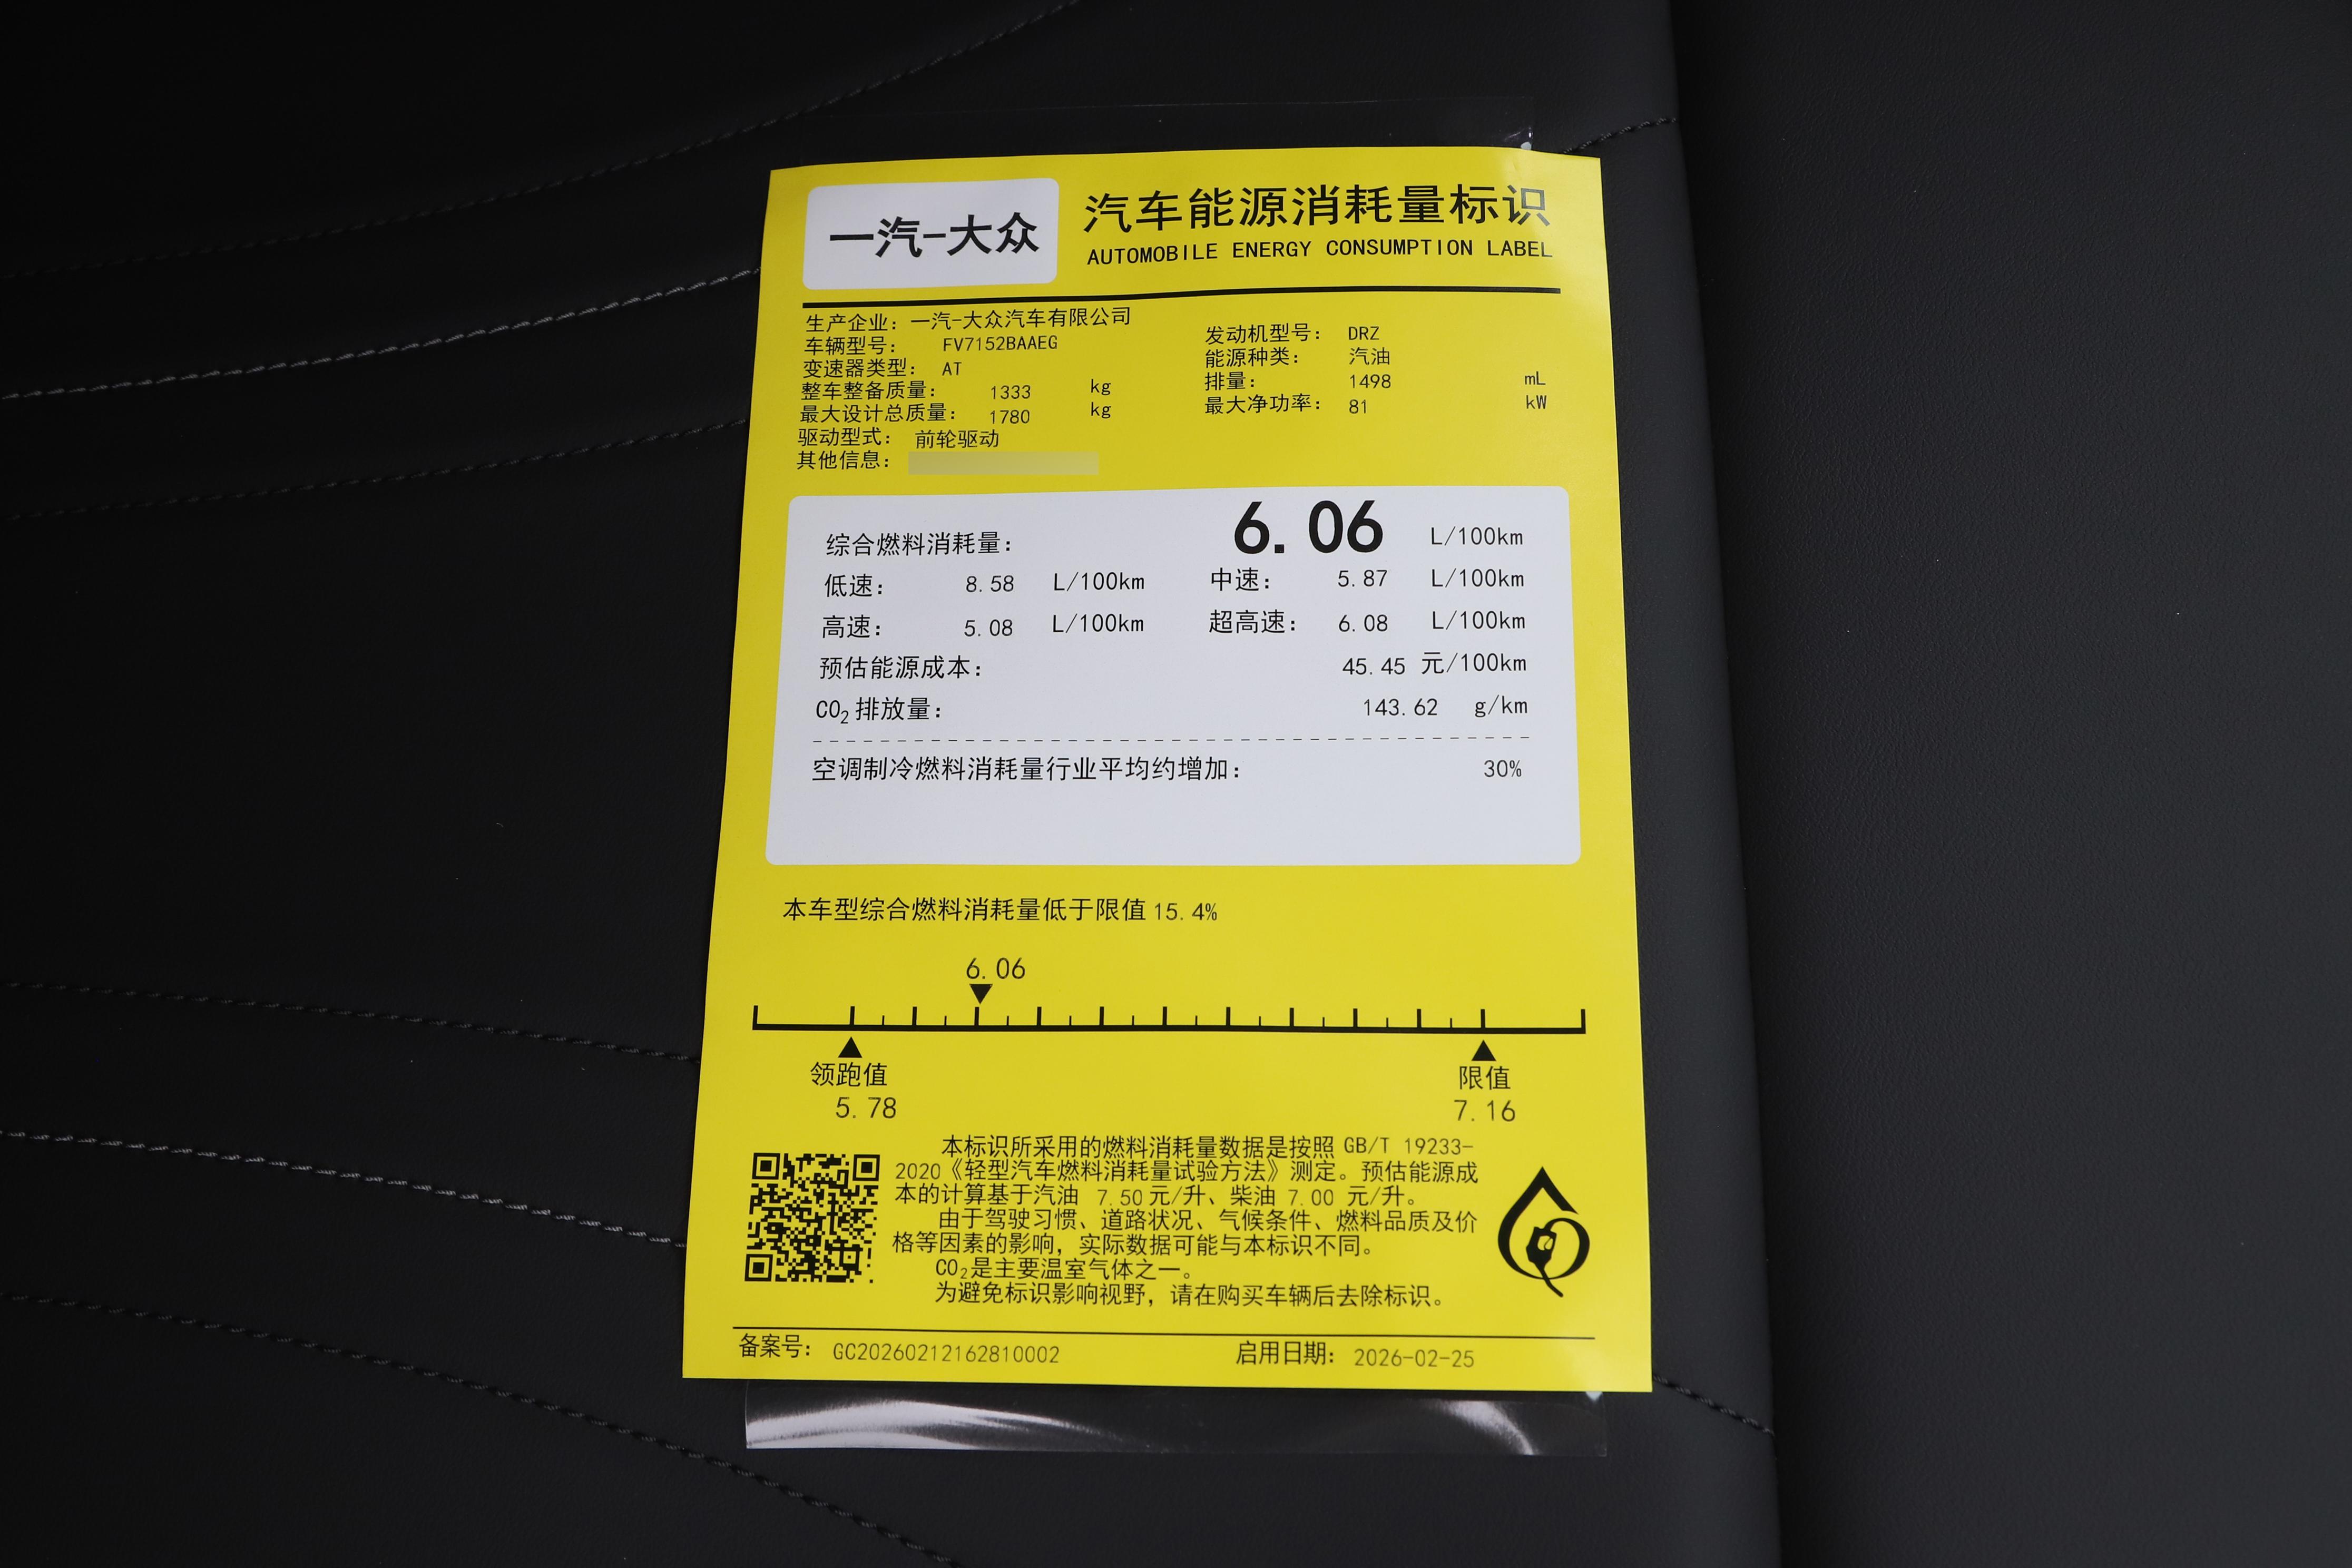 一汽-大众
汽车能源消耗量标识
AUTOMOBILE ENERGY CONSUMPTION LABEL
生产企业：一汽-大众汽车有限公司
车辆型号： FV7152BAAEG
变速器类型： AT
整车整备质量： 1333 kg
最大设计总质量： 1780 kg
驱动型式： 前轮驱动
其他信息：
发动机型号： DRZ
能源种类： 汽油
排量： 1498 mL
最大净功率： 81 kW
综合燃料消耗量： 6.06 L/100km
低速： 8.58 L/100km 中速： 5.87 L/100km
高速： 5.08 L/100km 超高速： 6.08 L/100km
预估能源成本： 45.45 元/100km
CO₂排放量： 143.62 g/km
空调制冷燃料消耗量行业平均约增加： 30%
本车型综合燃料消耗量低于限值15.4%
6.06
领跑值
5.78
限值
7.16
本标识所采用的燃料消耗量数据是按照 GB/T 19233-
2020《轻型汽车燃料消耗量试验方法》测定。预估能源成
本的计算基于汽油 7.50元/升、柴油 7.00 元/升。
由于驾驶习惯、道路状况、气候条件、燃料品质及价
格等因素的影响，实际数据可能与本标识不同。
CO₂是主要温室气体之一。
为避免标识影响视野，请在购买车辆后去除标识。
备案号： GC20260212162810002 启用日期： 2026-02-25